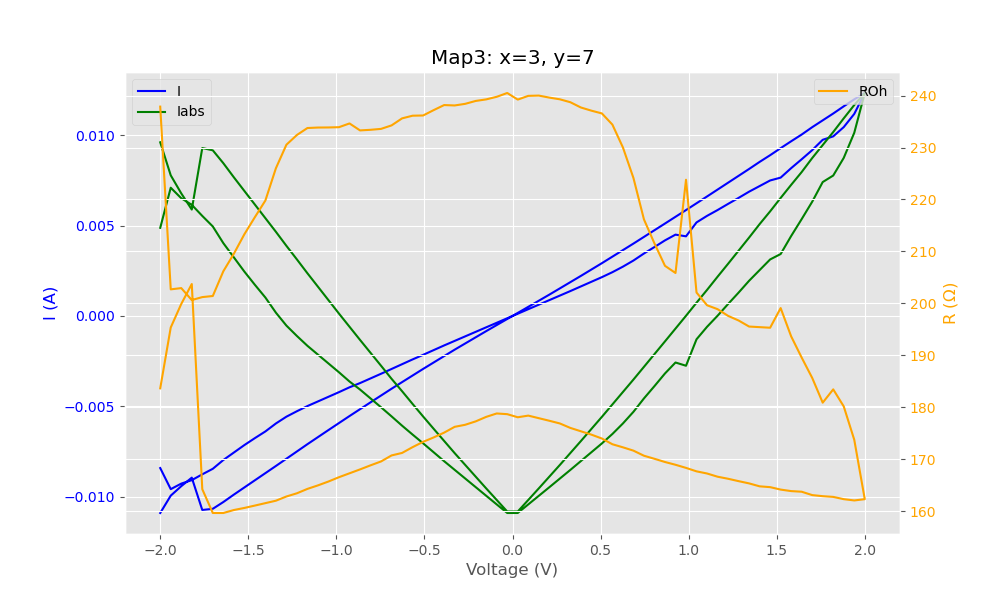 Map3: x=3, y=7
I
Iabs
ROh
0.010
0.005
0.000
−0.005
−0.010
I (A)
240
230
220
210
200
190
180
170
160
R (Ω)
−2.0 −1.5 −1.0 −0.5 0.0 0.5 1.0 1.5 2.0
Voltage (V)